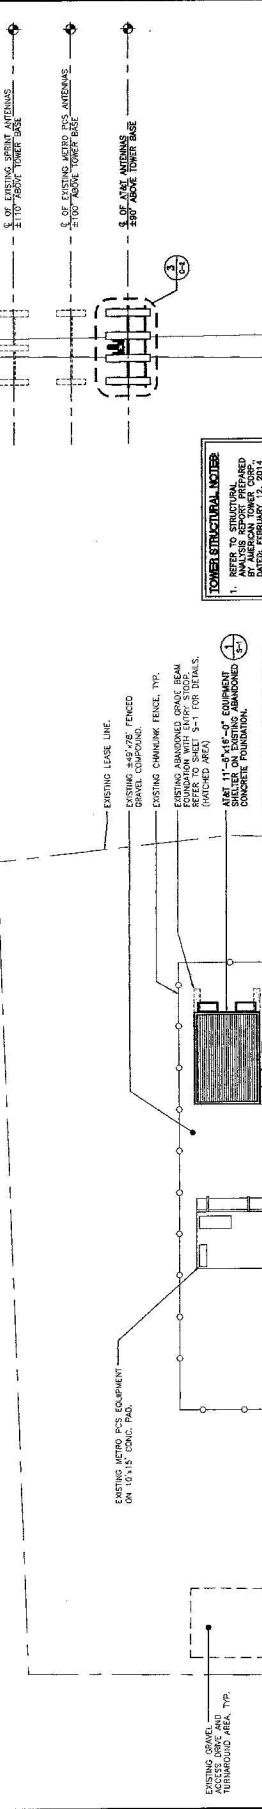 ℄ OF EXISTING SPRINT ANTENNAS
±110' ABOVE TOWER BASE
℄ OF EXISTING METRO PCS ANTENNAS
±100' ABOVE TOWER BASE
℄ OF AT&T ANTENNAS
±90' ABOVE TOWER BASE
3
C-2
TOWER STRUCTURAL NOTES:
1. REFER TO STRUCTURAL
ANALYSIS REPORT PREPARED
BY AMERICAN TOWER CORP.,
DATED: FEBRUARY 12, 2014
EXISTING LEASE LINE.
EXISTING ±49'x78' FENCED
GRAVEL COMPOUND.
EXISTING CHAINLINK FENCE, TYP.
EXISTING ABANDONED GRADE BEAM
FOUNDATION WITH ENTRY STOOP.
REFER TO SHEET S-1 FOR DETAILS.
(HATCHED AREA)
AT&T 11'-5"x16'-0" EQUIPMENT
SHELTER ON EXISTING ABANDONED
CONCRETE FOUNDATION.
1
S-1
EXISTING METRO PCS EQUIPMENT
ON 10'x15' CONC. PAD.
EXISTING GRAVEL
ACCESS DRIVE AND
TURNAROUND AREA, TYP.